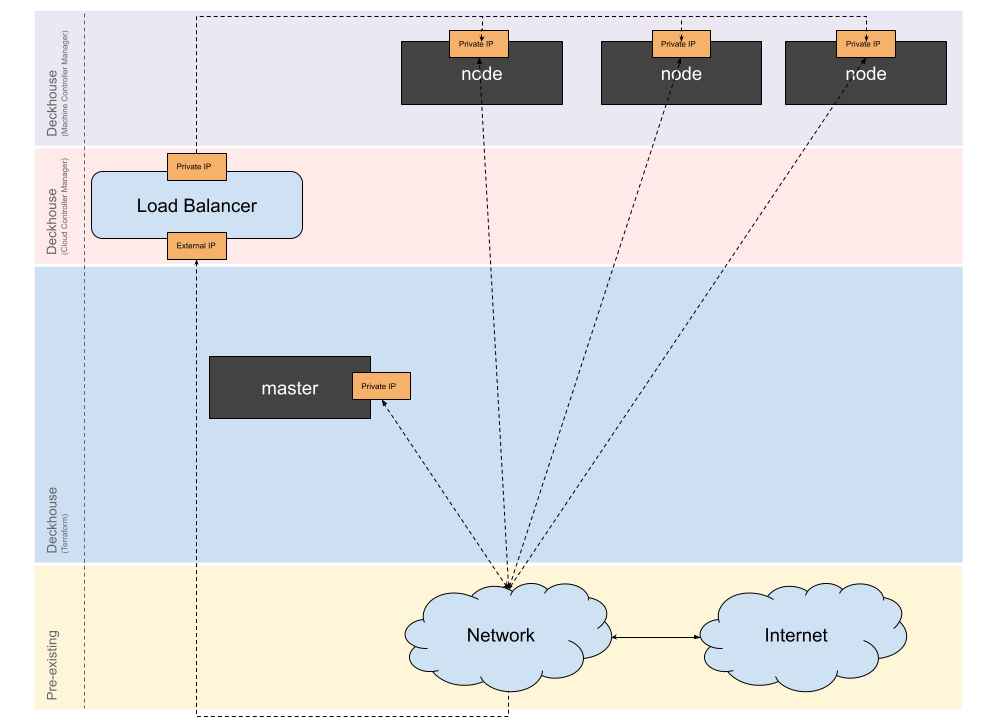 Deckhouse
(Machine Controller Manager)
Private IP
node
Private IP
node
Private IP
node
Deckhouse
(Cloud Controller Manager)
Private IP
Load Balancer
External IP
Deckhouse
(Terraform)
master
Private IP
Pre-existing
Network
Internet